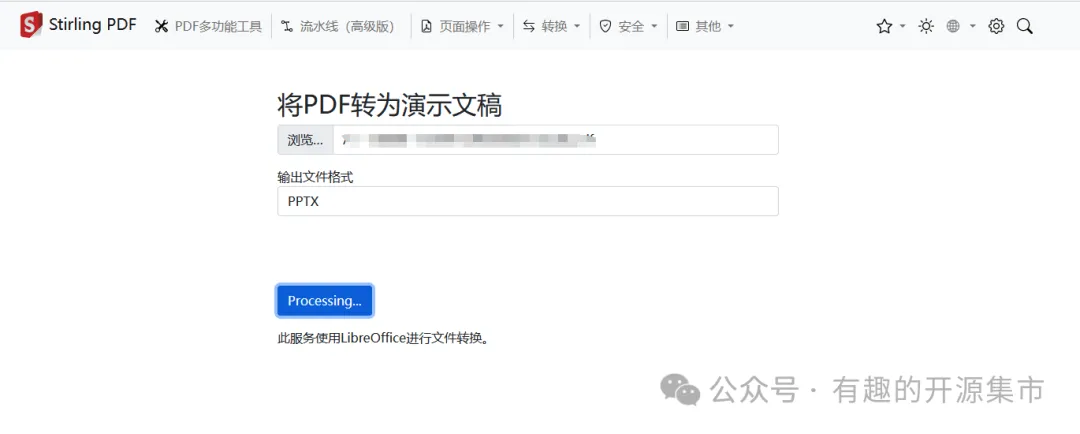 Stirling PDF PDF多功能工具 流水线（高级版） 页面操作 转换 安全 其他
将PDF转为演示文稿
浏览...
输出文件格式
PPTX
Processing...
此服务使用LibreOffice进行文件转换。
公众号 · 有趣的开源集市